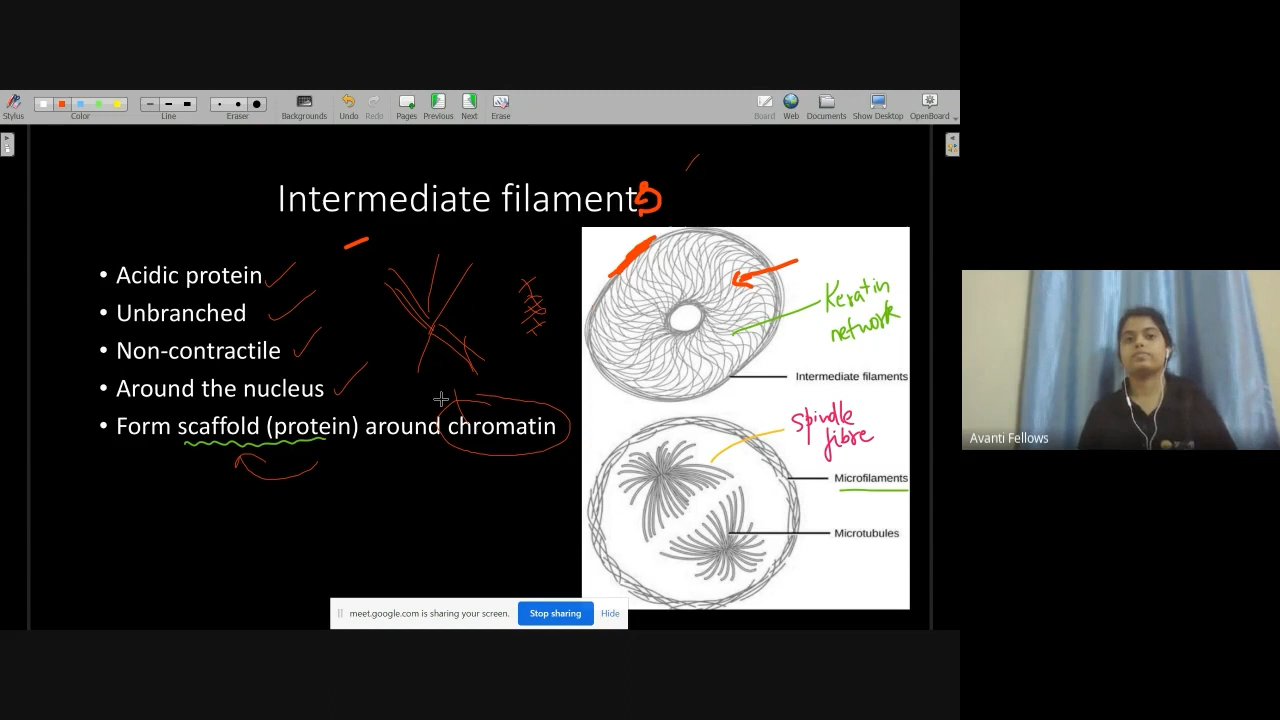 Stylus
Color
Line
Eraser
Backgrounds
Undo
Redo
Pages
Previous
Next
Erase
Board
Web
Documents
Show Desktop
OpenBoard
Intermediate filaments
• Acidic protein
• Unbranched
• Non-contractile
• Around the nucleus
• Form scaffold (protein) around chromatin
Keratin
network
Intermediate filaments
Spindle
fibre
Microfilaments
Microtubules
meet.google.com is sharing your screen.
Stop sharing
Hide
Avanti Fellows